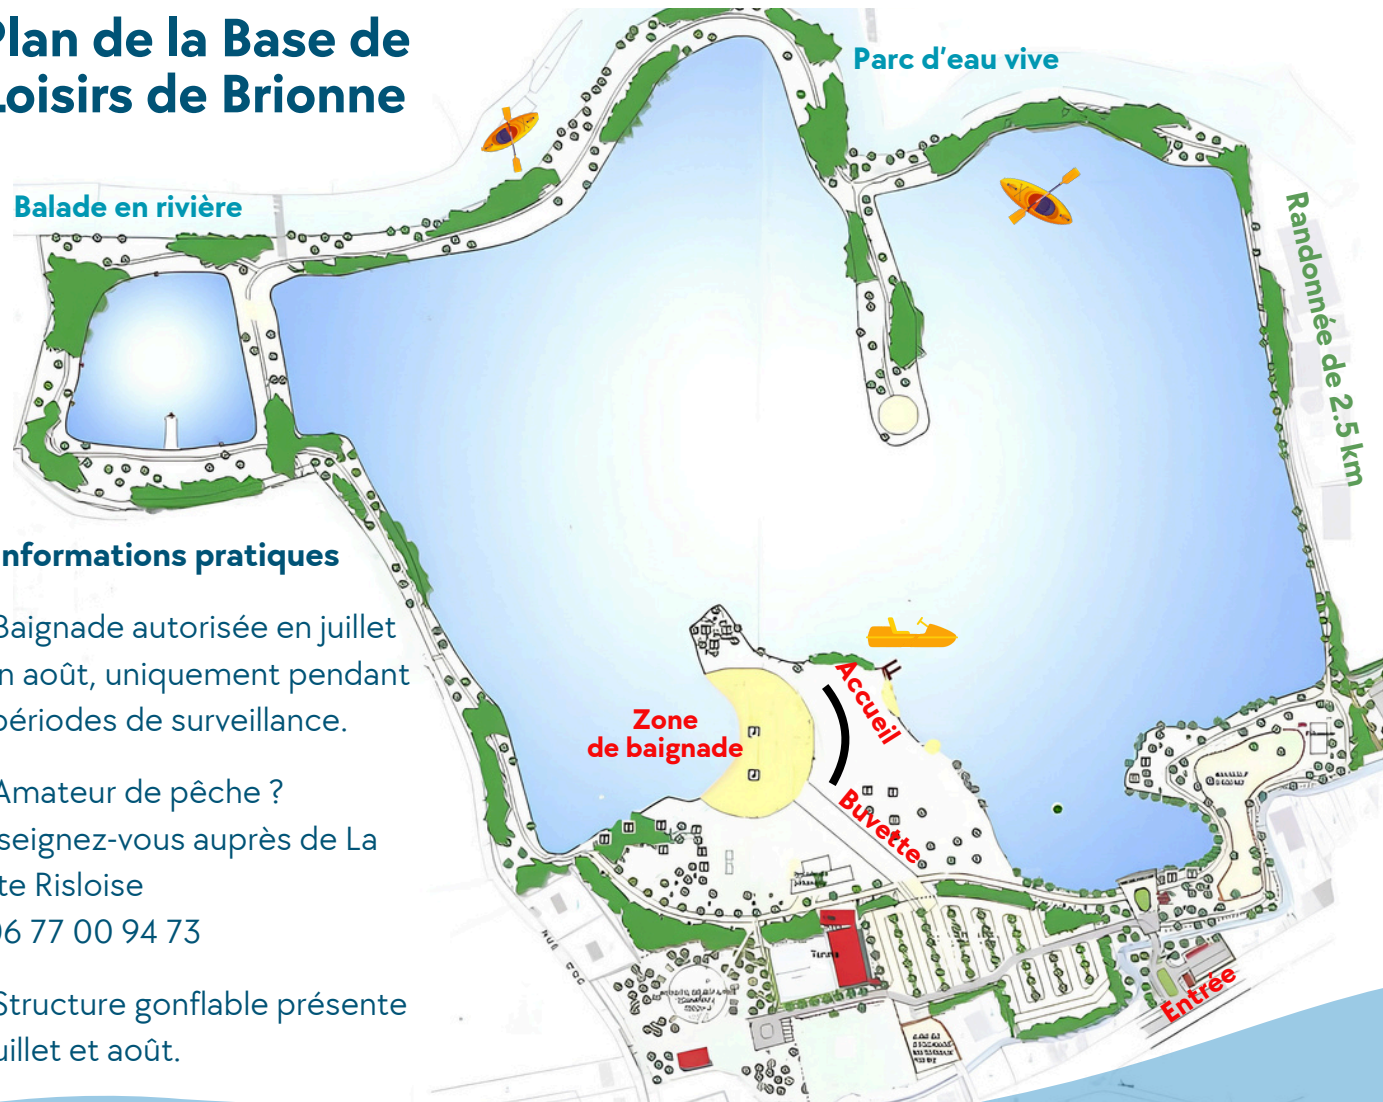 Plan de la Base de
Loisirs de Brionne
Parc d'eau vive
Balade en rivière
Randonnée de 2.5 km
Informations pratiques
Baignade autorisée en juillet
n août, uniquement pendant
périodes de surveillance.
Amateur de pêche ?
seignez-vous auprès de La
te Risloise
06 77 00 94 73
Structure gonflable présente
uillet et août.
Zone
de baignade
Accueil
Buvette
Entrée
Tennis
RUE